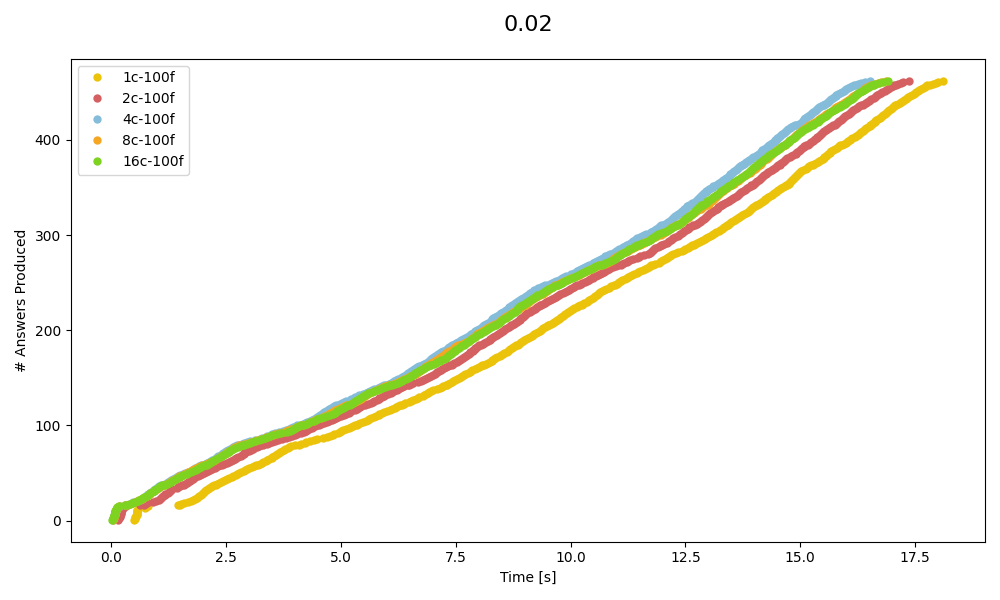 0.02
1c-100f
2c-100f
4c-100f
8c-100f
16c-100f
# Answers Produced
400
300
200
100
0
0.0 2.5 5.0 7.5 10.0 12.5 15.0 17.5
Time [s]